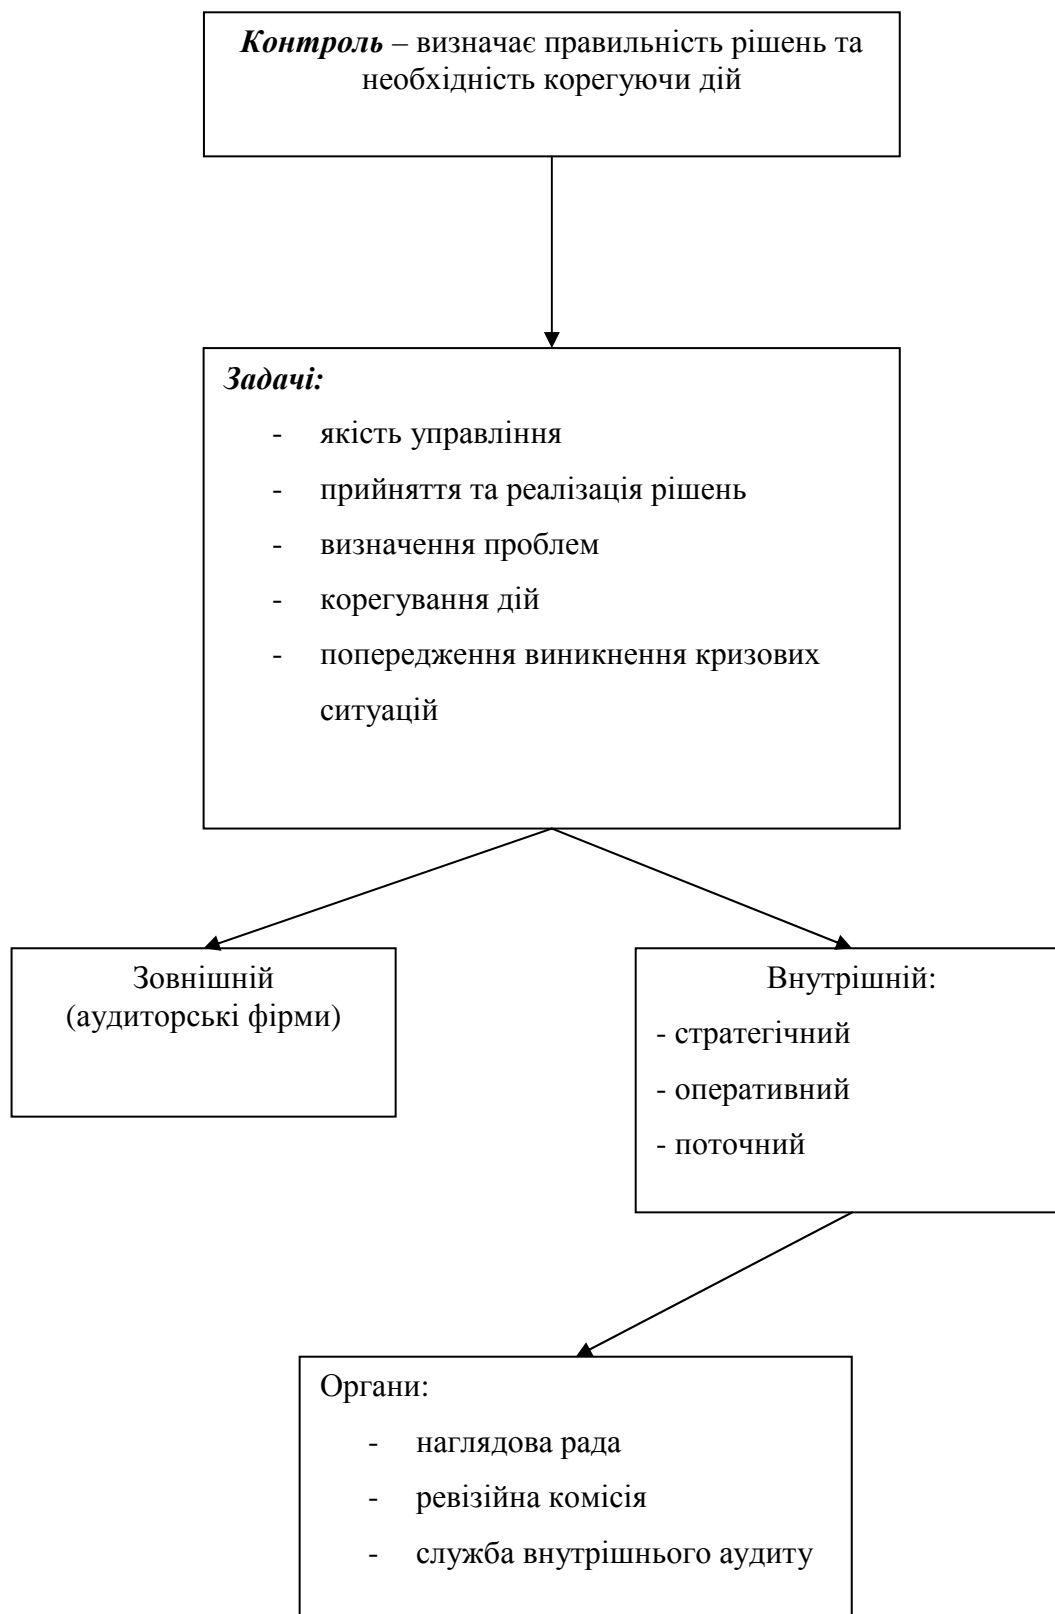 Контроль – визначає правильність рішень та
необхідність корегуючи дій
Задачі:
- якість управління
- прийняття та реалізація рішень
- визначення проблем
- корегування дій
- попередження виникнення кризових
ситуацій
Зовнішній
(аудиторські фірми)
Внутрішній:
- стратегічний
- оперативний
- поточний
Органи:
- наглядова рада
- ревізійна комісія
- служба внутрішнього аудиту